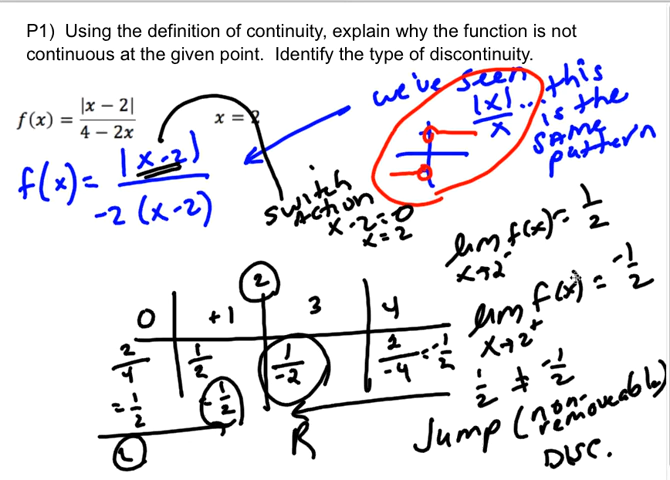 P1) Using the definition of continuity, explain why the function is not
continuous at the given point. Identify the type of discontinuity.
f(x) = |x − 2| / (4 − 2x)
x = 2
we've seen |x|/x ... this
is the
same
pattern
f(x) = |x-2| / -2(x-2)
switch
action
x-2=0
x=2
lim x→2⁻ f(x) = 1/2
lim x→2⁺ f(x) = -1/2
1/2 ≠ -1/2
0 +1 2 3 4
2/4 1/2 1/-2 2/-4 = -1/2
= 1/2 1/2
L R
Jump (non-
removeable)
Disc.